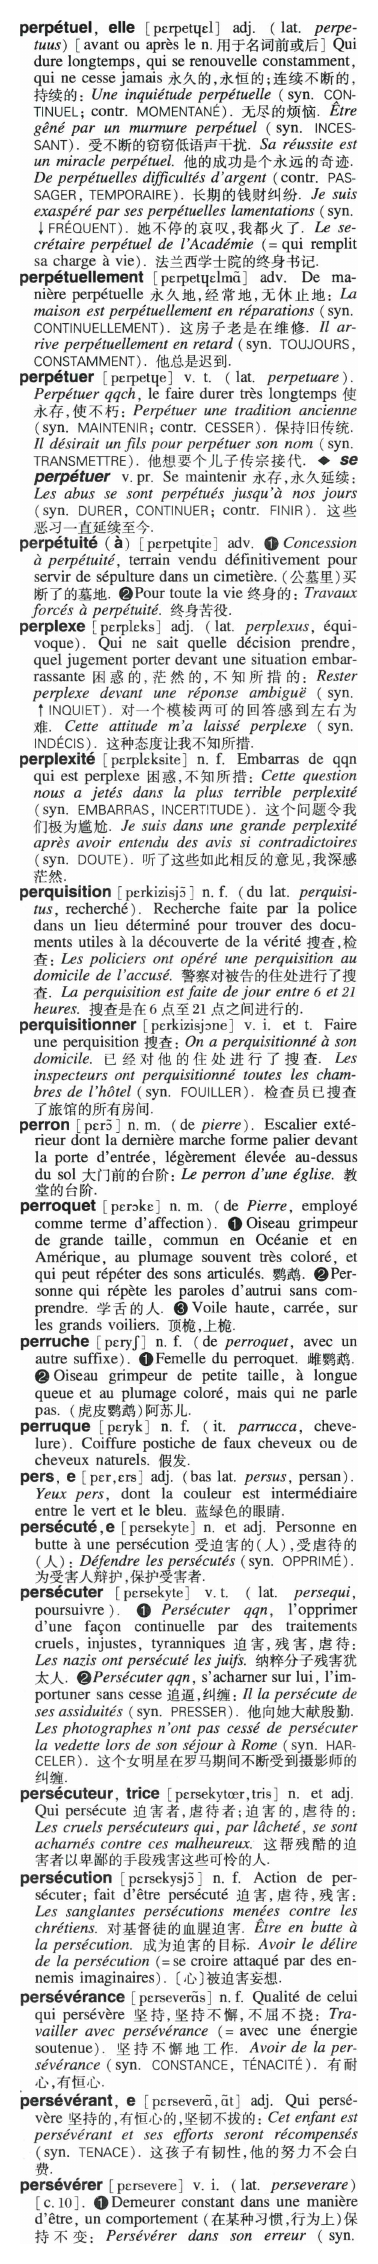 perpétuel, elle [pɛrpetɥɛl] adj. ( lat. perpe-
tuus) [avant ou après le n. 用于名词前或后] Qui
dure longtemps, qui se renouvelle constamment,
qui ne cesse jamais 永久的,永恒的;连续不断的,
持续的: Une inquiétude perpétuelle ( syn. CON-
TINUEL; contr. MOMENTANÉ). 无尽的烦恼. Être
gêné par un murmure perpétuel ( syn. INCES-
SANT). 受不断的窃窃低语声干扰. Sa réussite est
un miracle perpétuel. 他的成功是个永远的奇迹.
De perpétuelles difficultés d'argent ( contr. PAS-
SAGER, TEMPORAIRE). 长期的钱财纠纷. Je suis
exaspéré par ses perpétuelles lamentations (syn.
↓FRÉQUENT). 她不停的哀叹,我都火了. Le se-
crétaire perpétuel de l'Académie (= qui remplit
sa charge à vie). 法兰西学士院的终身书记.
perpétuellement [pɛrpetɥɛlmɑ̃] adv. De ma-
nière perpétuelle 永久地,经常地,无休止地: La
maison est perpétuellement en réparations (syn.
CONTINUELLEMENT). 这房子老是在维修. Il ar-
rive perpétuellement en retard (syn. TOUJOURS,
CONSTAMMENT). 他总是迟到.
perpétuer [pɛrpetɥe] v. t. ( lat. perpetuare).
Perpétuer qqch, le faire durer très longtemps 使
永存,使不朽: Perpétuer une tradition ancienne
(syn. MAINTENIR; contr. CESSER). 保持旧传统.
Il désirait un fils pour perpétuer son nom (syn.
TRANSMETTRE). 他想要个儿子传宗接代. ◆ se
perpétuer v. pr. Se maintenir 永存,永久延续:
Les abus se sont perpétués jusqu'à nos jours
(syn. DURER, CONTINUER; contr. FINIR). 这些
恶习一直延续至今.
perpétuité (à) [pɛrpetɥite] adv. ❶ Concession
à perpétuité, terrain vendu définitivement pour
servir de sépulture dans un cimetière. (公墓里)买
断了的墓地. ❷Pour toute la vie 终身的: Travaux
forcés à perpétuité. 终身苦役.
perplexe [pɛrplɛks] adj. (lat. perplexus, équi-
voque). Qui ne sait quelle décision prendre,
quel jugement porter devant une situation embar-
rassante 困惑的,茫然的,不知所措的: Rester
perplexe devant une réponse ambiguë ( syn.
↑INQUIET). 对一个模棱两可的回答感到左右为
难. Cette attitude m'a laissé perplexe ( syn.
INDÉCIS). 这种态度让我不知所措.
perplexité [pɛrplɛksite] n. f. Embarras de qqn
qui est perplexe 困惑,不知所措: Cette question
nous a jetés dans la plus terrible perplexité
(syn. EMBARRAS, INCERTITUDE). 这个问题令我
们极为尴尬. Je suis dans une grande perplexité
après avoir entendu des avis si contradictoires
(syn. DOUTE). 听了这些如此相反的意见,我深感
茫然.
perquisition [pɛrkizisjɔ̃] n. f. (du lat. perquisi-
tus, recherché). Recherche faite par la police
dans un lieu déterminé pour trouver des docu-
ments utiles à la découverte de la vérité 搜查,检
查: Les policiers ont opéré une perquisition au
domicile de l'accusé. 警察对被告的住处进行了搜
查. La perquisition est faite de jour entre 6 et 21
heures. 搜查是在6点至21点之间进行的.
perquisitionner [pɛrkizisjɔne] v. i. et t. Faire
une perquisition 搜查: On a perquisitionné à son
domicile. 已经对他的住处进行了搜查. Les
inspecteurs ont perquisitionné toutes les cham-
bres de l'hôtel (syn. FOUILLER). 检查员已搜查
了旅馆的所有房间.
perron [pɛrɔ̃] n. m. (de pierre). Escalier exté-
rieur dont la dernière marche forme palier devant
la porte d'entrée, légèrement élevée au-dessus
du sol 大门前的台阶: Le perron d'une église. 教
堂的台阶.
perroquet [pɛrɔkɛ] n. m. ( de Pierre, employé
comme terme d'affection). ❶ Oiseau grimpeur
de grande taille, commun en Océanie et en
Amérique, au plumage souvent très coloré, et
qui peut répéter des sons articulés. 鹦鹉. ❷Per-
sonne qui répète les paroles d'autrui sans com-
prendre. 学舌的人. ❸ Voile haute, carrée, sur
les grands voiliers. 顶桅,上桅.
perruche [peryʃ] n. f. (de perroquet, avec un
autre suffixe). ❶Femelle du perroquet. 雌鹦鹉.
❷ Oiseau grimpeur de petite taille, à longue
queue et au plumage coloré, mais qui ne parle
pas. (虎皮鹦鹉)阿苏儿.
perruque [peryk] n. f. ( it. parrucca, cheve-
lure). Coiffure postiche de faux cheveux ou de
cheveux naturels. 假发.
pers, e [pɛr,ɛrs] adj. (bas lat. persus, persan).
Yeux pers, dont la couleur est intermédiaire
entre le vert et le bleu. 蓝绿色的眼睛.
persécuté,e [pɛrsekyte] n. et adj. Personne en
butte à une persécution 受迫害的(人),受虐待的
(人): Défendre les persécutés (syn. OPPRIMÉ).
为受害人辩护,保护受害者.
persécuter [pɛrsekyte] v. t. ( lat. persequi,
poursuivre). ❶ Persécuter qqn, l'opprimer
d'une façon continuelle par des traitements
cruels, injustes, tyranniques 迫害,残害,虐待:
Les nazis ont persécuté les juifs. 纳粹分子残害犹
太人. ❷Persécuter qqn, s'acharner sur lui, l'im-
portuner sans cesse 追逼,纠缠: Il la persécute de
ses assiduités (syn. PRESSER). 他向她大献殷勤.
Les photographes n'ont pas cessé de persécuter
la vedette lors de son séjour à Rome (syn. HAR-
CELER). 这个女明星在罗马期间不断受到摄影师的
纠缠.
persécuteur, trice [pɛrsekytœr,tris] n. et adj.
Qui persécute 迫害者,虐待者;迫害的,虐待的:
Les cruels persécuteurs qui, par lâcheté, se sont
acharnés contre ces malheureux. 这帮残酷的迫
害者以卑鄙的手段残害这些可怜的人.
persécution [pɛrsekysjɔ̃] n. f. Action de per-
sécuter; fait d'être persécuté 迫害,虐待,残害:
Les sanglantes persécutions menées contre les
chrétiens. 对基督徒的血腥迫害. Être en butte à
la persécution. 成为迫害的目标. Avoir le délire
de la persécution (=se croire attaqué par des en-
nemis imaginaires). 〔心〕被迫害妄想.
persévérance [pɛrseverɑ̃s] n. f. Qualité de celui
qui persévère 坚持,坚持不懈,不屈不挠: Tra-
vailler avec persévérance (= avec une énergie
soutenue). 坚持不懈地工作. Avoir de la per-
sévérance (syn. CONSTANCE, TÉNACITÉ). 有耐
心,有恒心.
persévérant, e [pɛrseverɑ̃,ɑ̃t] adj. Qui persé-
vère 坚持的,有恒心的,坚韧不拔的: Cet enfant est
persévérant et ses efforts seront récompensés
(syn. TENACE). 这孩子有韧性,他的努力不会白
费.
persévérer [pɛrsevere] v. i. (lat. perseverare)
[c. 10]. ❶Demeurer constant dans une manière
d'être, un comportement (在某种习惯,行为上)保
持不变: Persévérer dans son erreur ( syn.